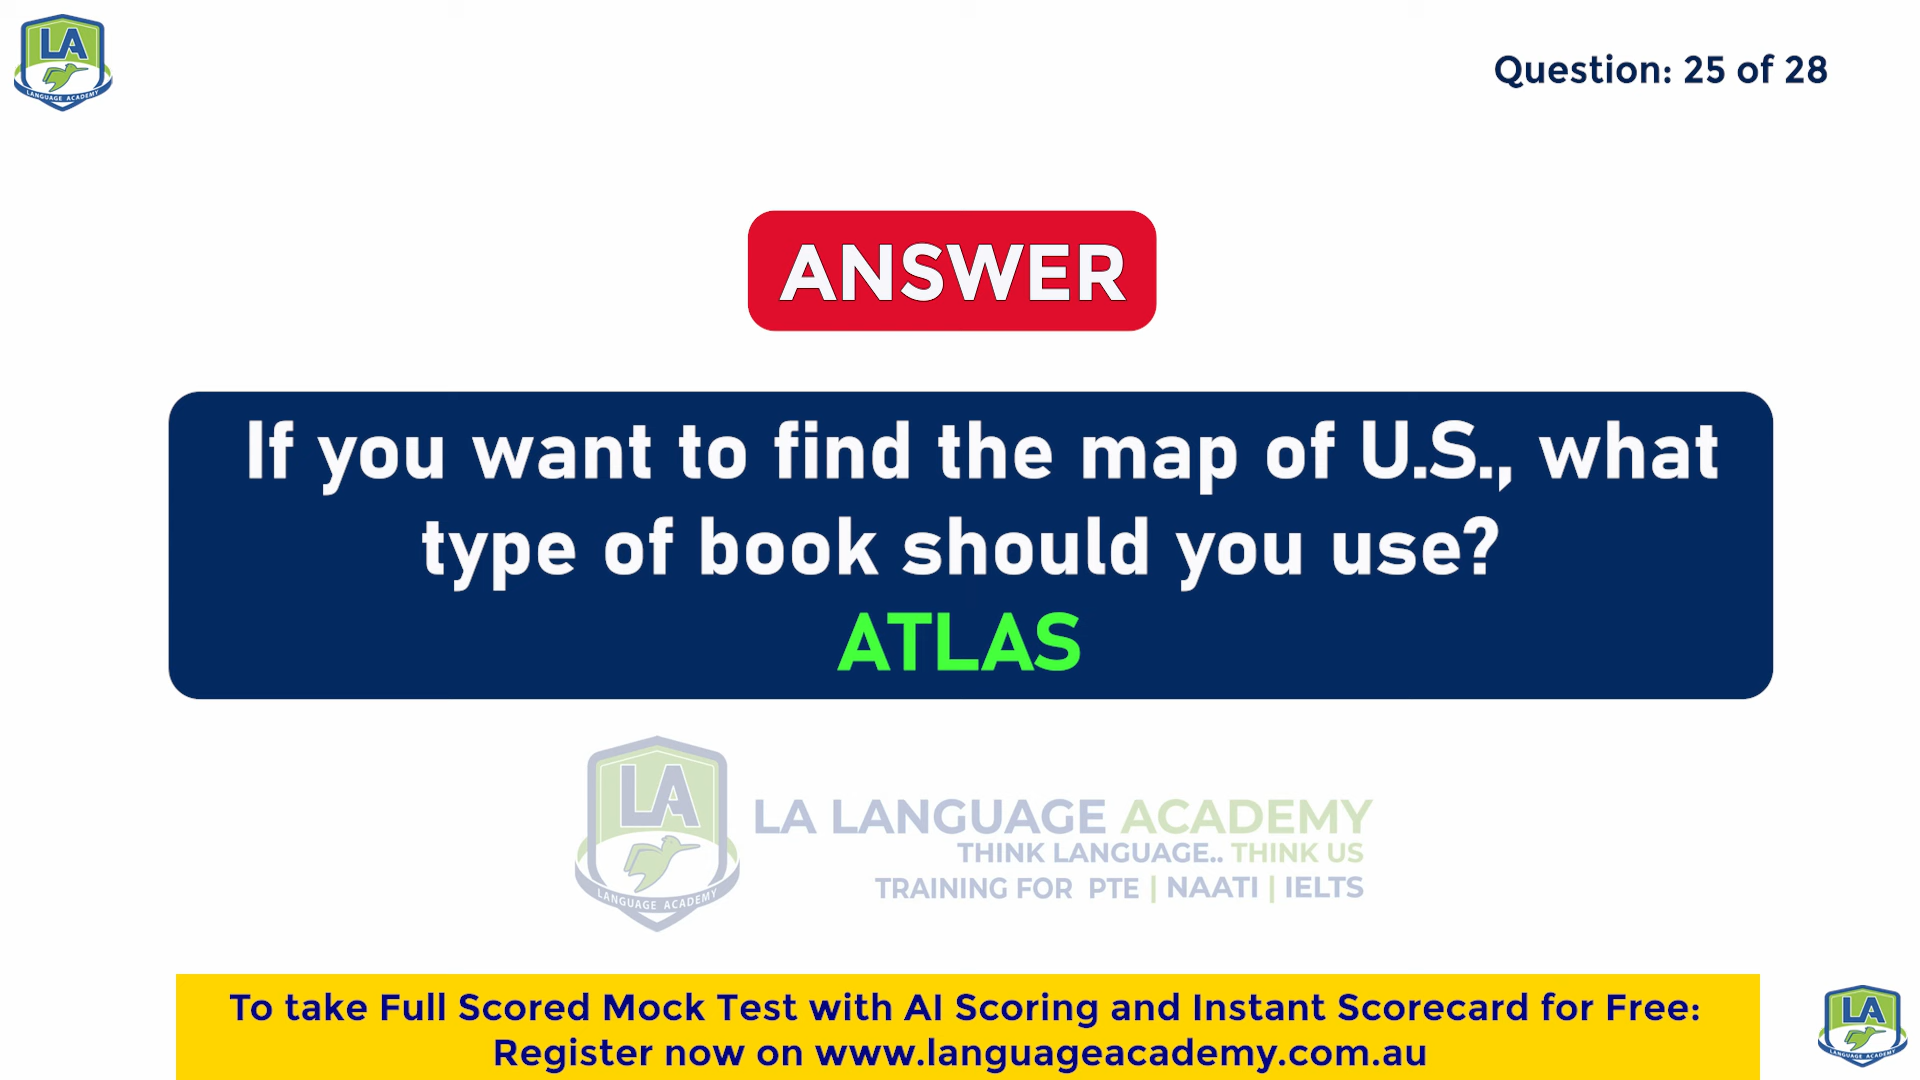 LA
LANGUAGE ACADEMY
Question: 25 of 28
ANSWER
If you want to find the map of U.S., what
type of book should you use?
ATLAS
LA
LANGUAGE ACADEMY
LA LANGUAGE ACADEMY
THINK LANGUAGE.. THINK US
TRAINING FOR PTE | NAATI | IELTS
To take Full Scored Mock Test with AI Scoring and Instant Scorecard for Free:
Register now on www.languageacademy.com.au
LA
LANGUAGE ACADEMY